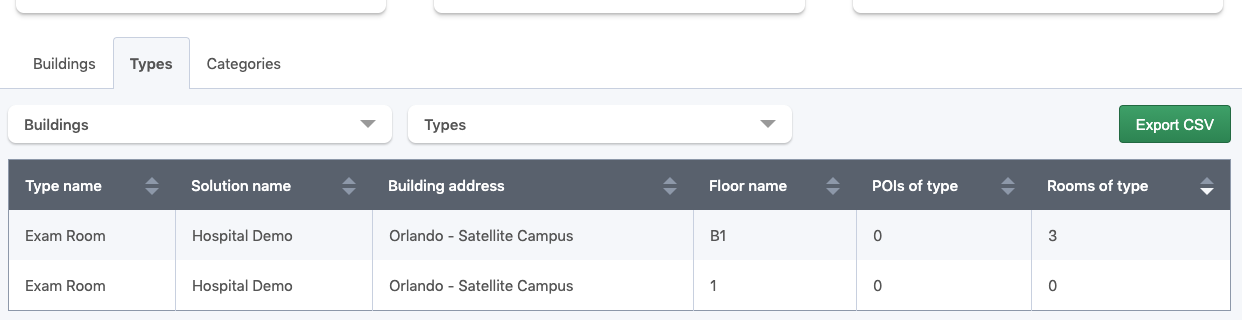 Buildings Types Categories
Buildings Types Export CSV
Type name Solution name Building address Floor name POIs of type Rooms of type
Exam Room Hospital Demo Orlando - Satellite Campus B1 0 3
Exam Room Hospital Demo Orlando - Satellite Campus 1 0 0